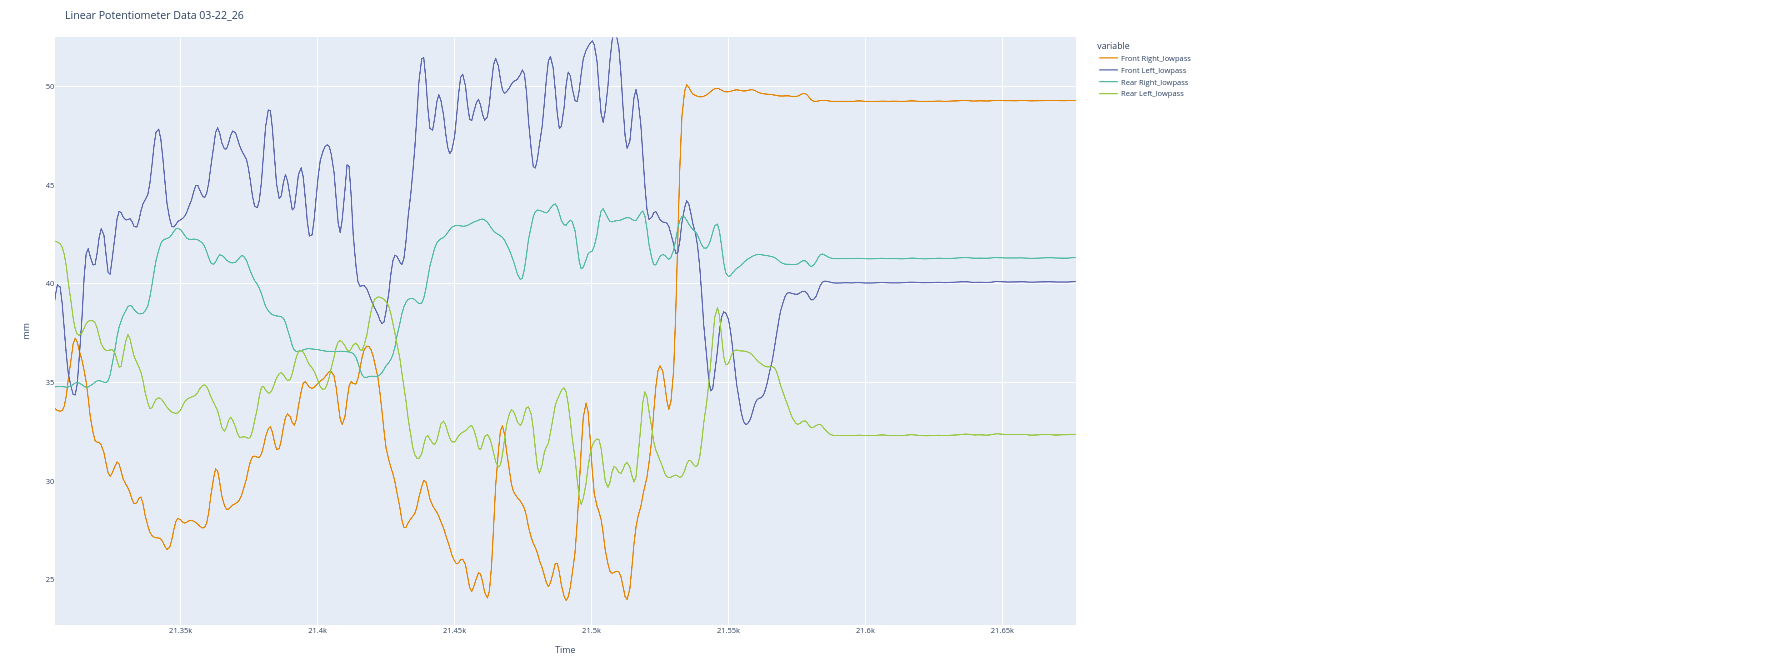 Linear Potentiometer Data 03-22_26
variable
Front Right_lowpass
Front Left_lowpass
Rear Right_lowpass
Rear Left_lowpass
50
45
40
35
30
25
mm
21.35k
21.4k
21.45k
21.5k
21.55k
21.6k
21.65k
Time